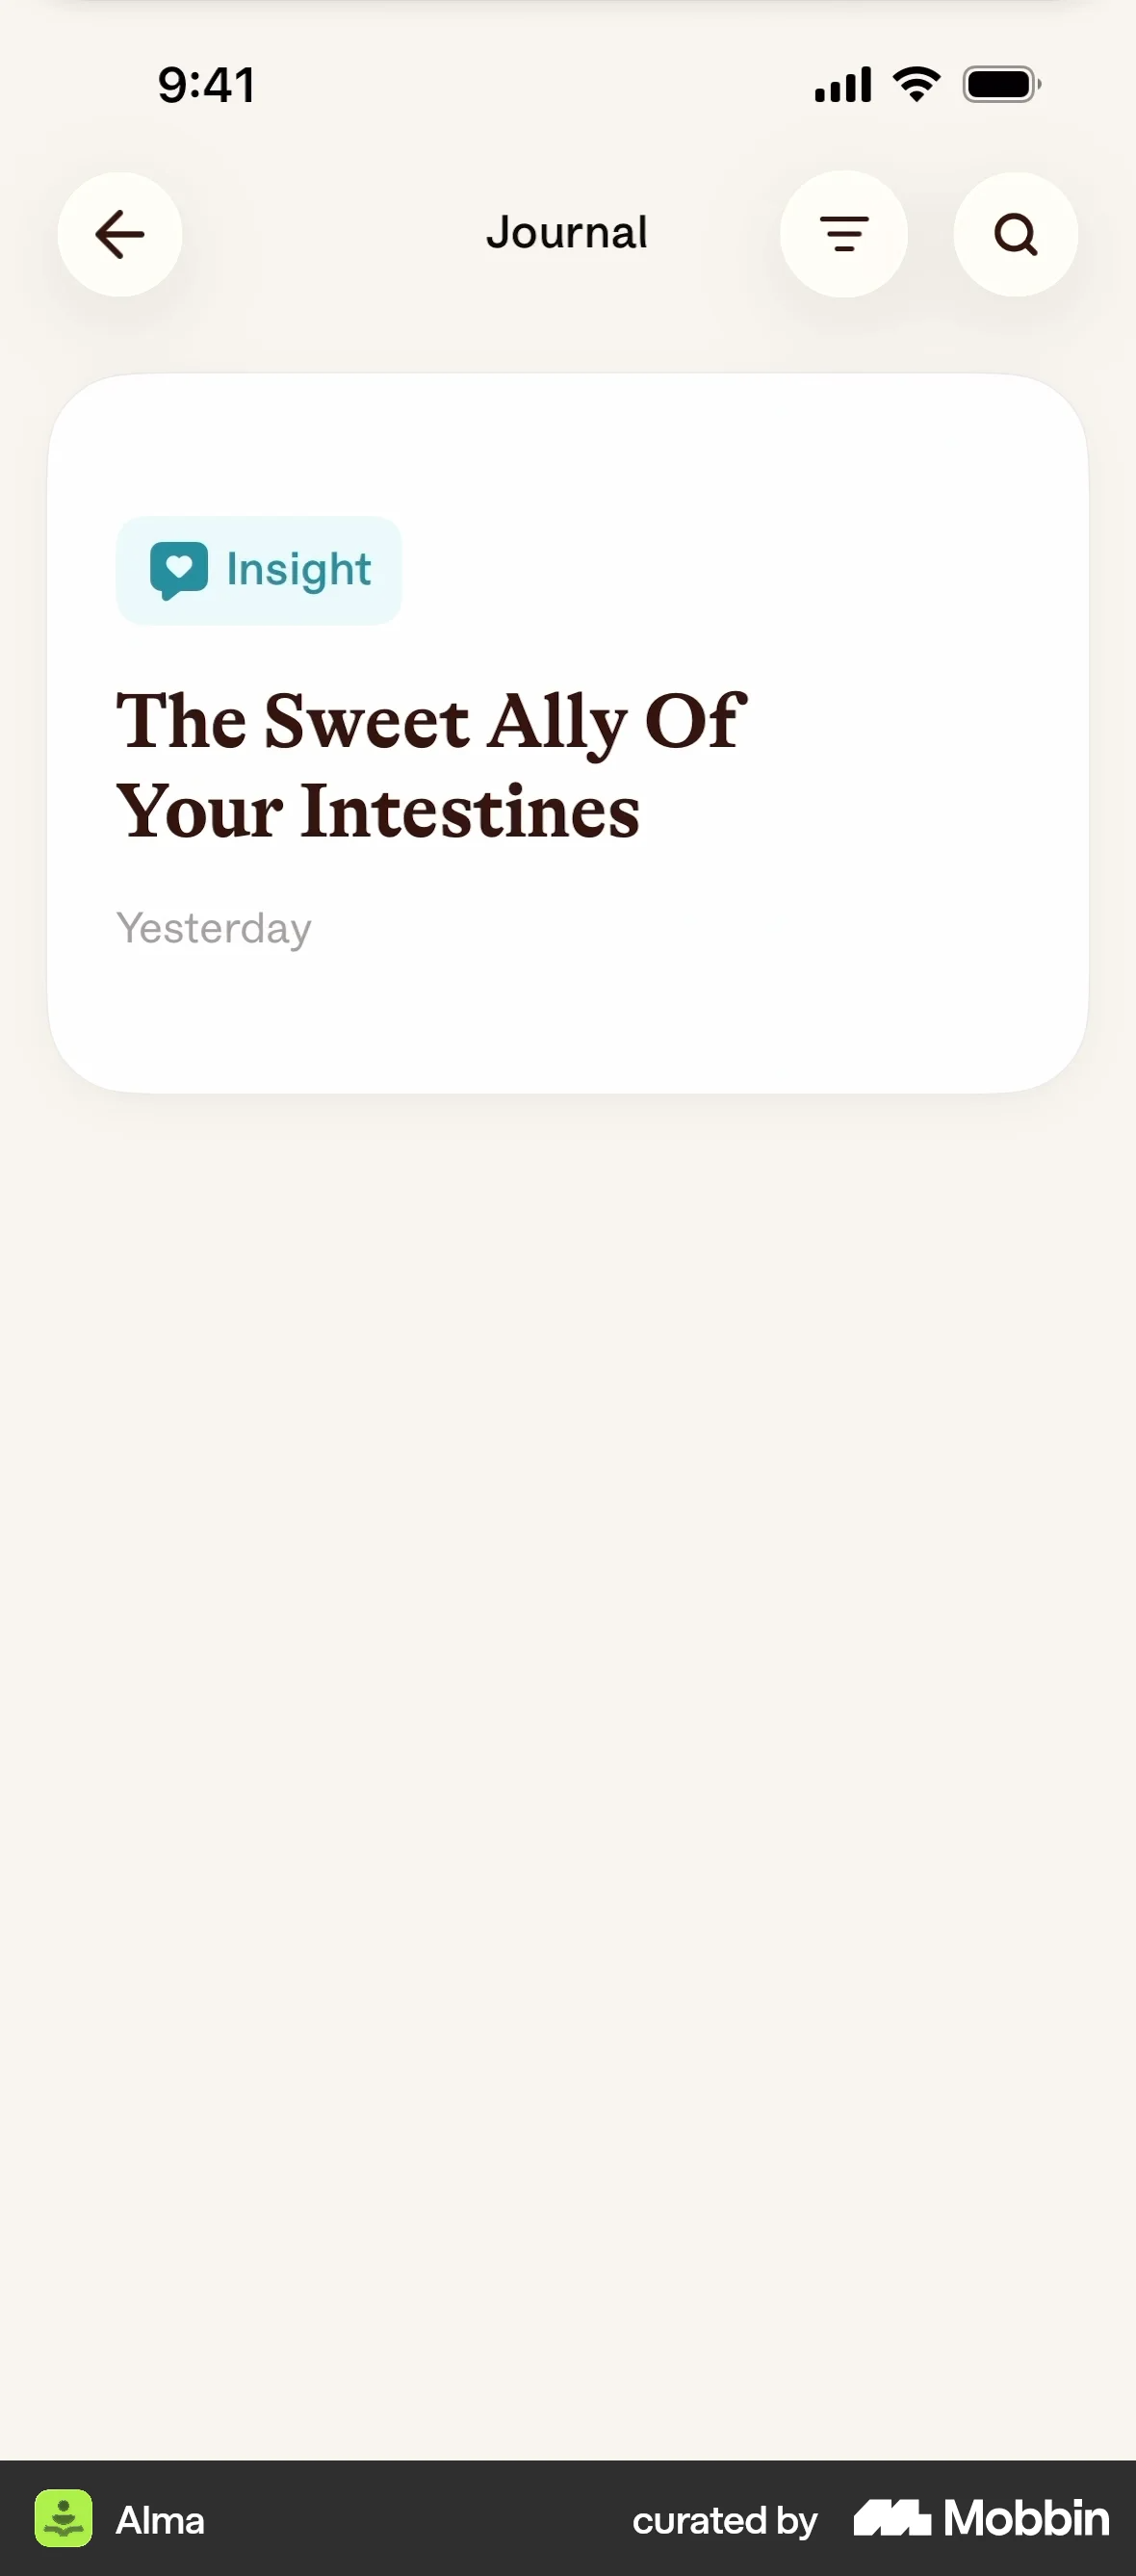 9:41
Journal
Insight
The Sweet Ally Of
Your Intestines
Yesterday
Alma
curated by Mobbin